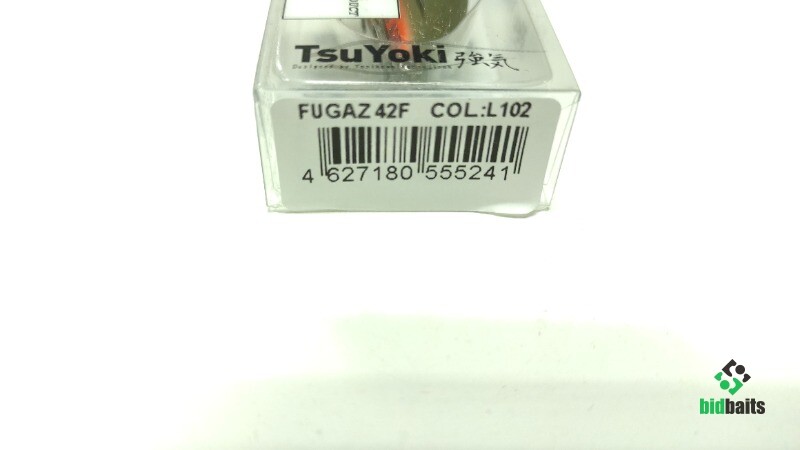 TsuYoki 強気
FUGAZ 42F COL.:L102
4 627180 555241
bidbaits